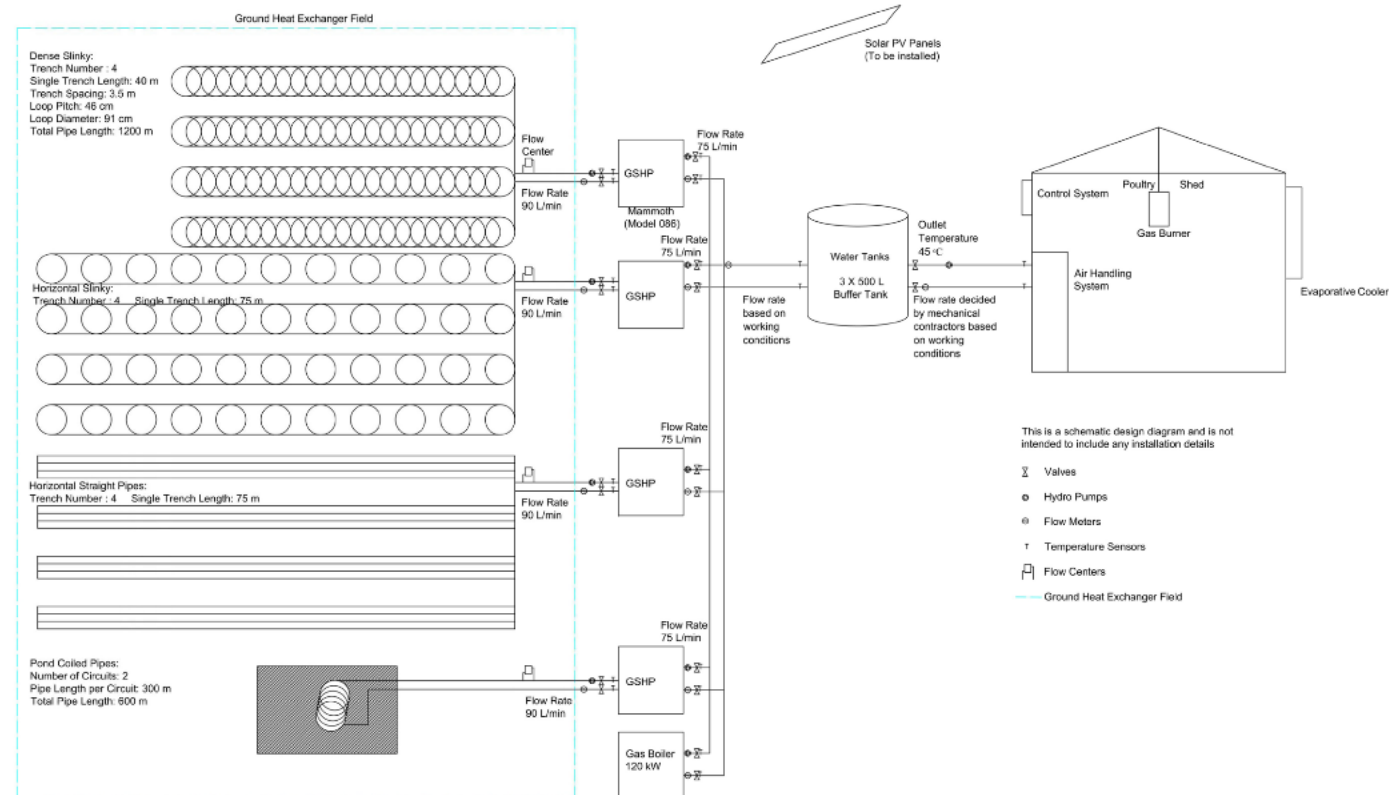 Ground Heat Exchanger Field
Dense Slinky:
Trench Number : 4
Single Trench Length: 40 m
Trench Spacing: 3.5 m
Loop Pitch: 46 cm
Loop Diameter: 91 cm
Total Pipe Length: 1200 m
Flow
Center
Flow Rate
90 L/min
GSHP
Mammoth
(Model 086)
Flow Rate
75 L/min
Solar PV Panels
(To be installed)
Horizontal Slinky:
Trench Number : 4 Single Trench Length: 75 m
Flow Rate
90 L/min
GSHP
Flow Rate
75 L/min
Flow rate
based on
working
conditions
Water Tanks
3 X 500 L
Buffer Tank
Outlet
Temperature
45 °C
Flow rate decided
by mechanical
contractors based
on working
conditions
Control System
Poultry Shed
Gas Burner
Air Handling
System
Evaporative Cooler
Horizontal Straight Pipes:
Trench Number : 4 Single Trench Length: 75 m
Flow Rate
90 L/min
GSHP
Flow Rate
75 L/min
Pond Coiled Pipes:
Number of Circuits: 2
Pipe Length per Circuit: 300 m
Total Pipe Length: 600 m
Flow Rate
90 L/min
GSHP
Flow Rate
75 L/min
Gas Boiler
120 kW
This is a schematic design diagram and is not
intended to include any installation details
Valves
Hydro Pumps
Flow Meters
T Temperature Sensors
Flow Centers
Ground Heat Exchanger Field